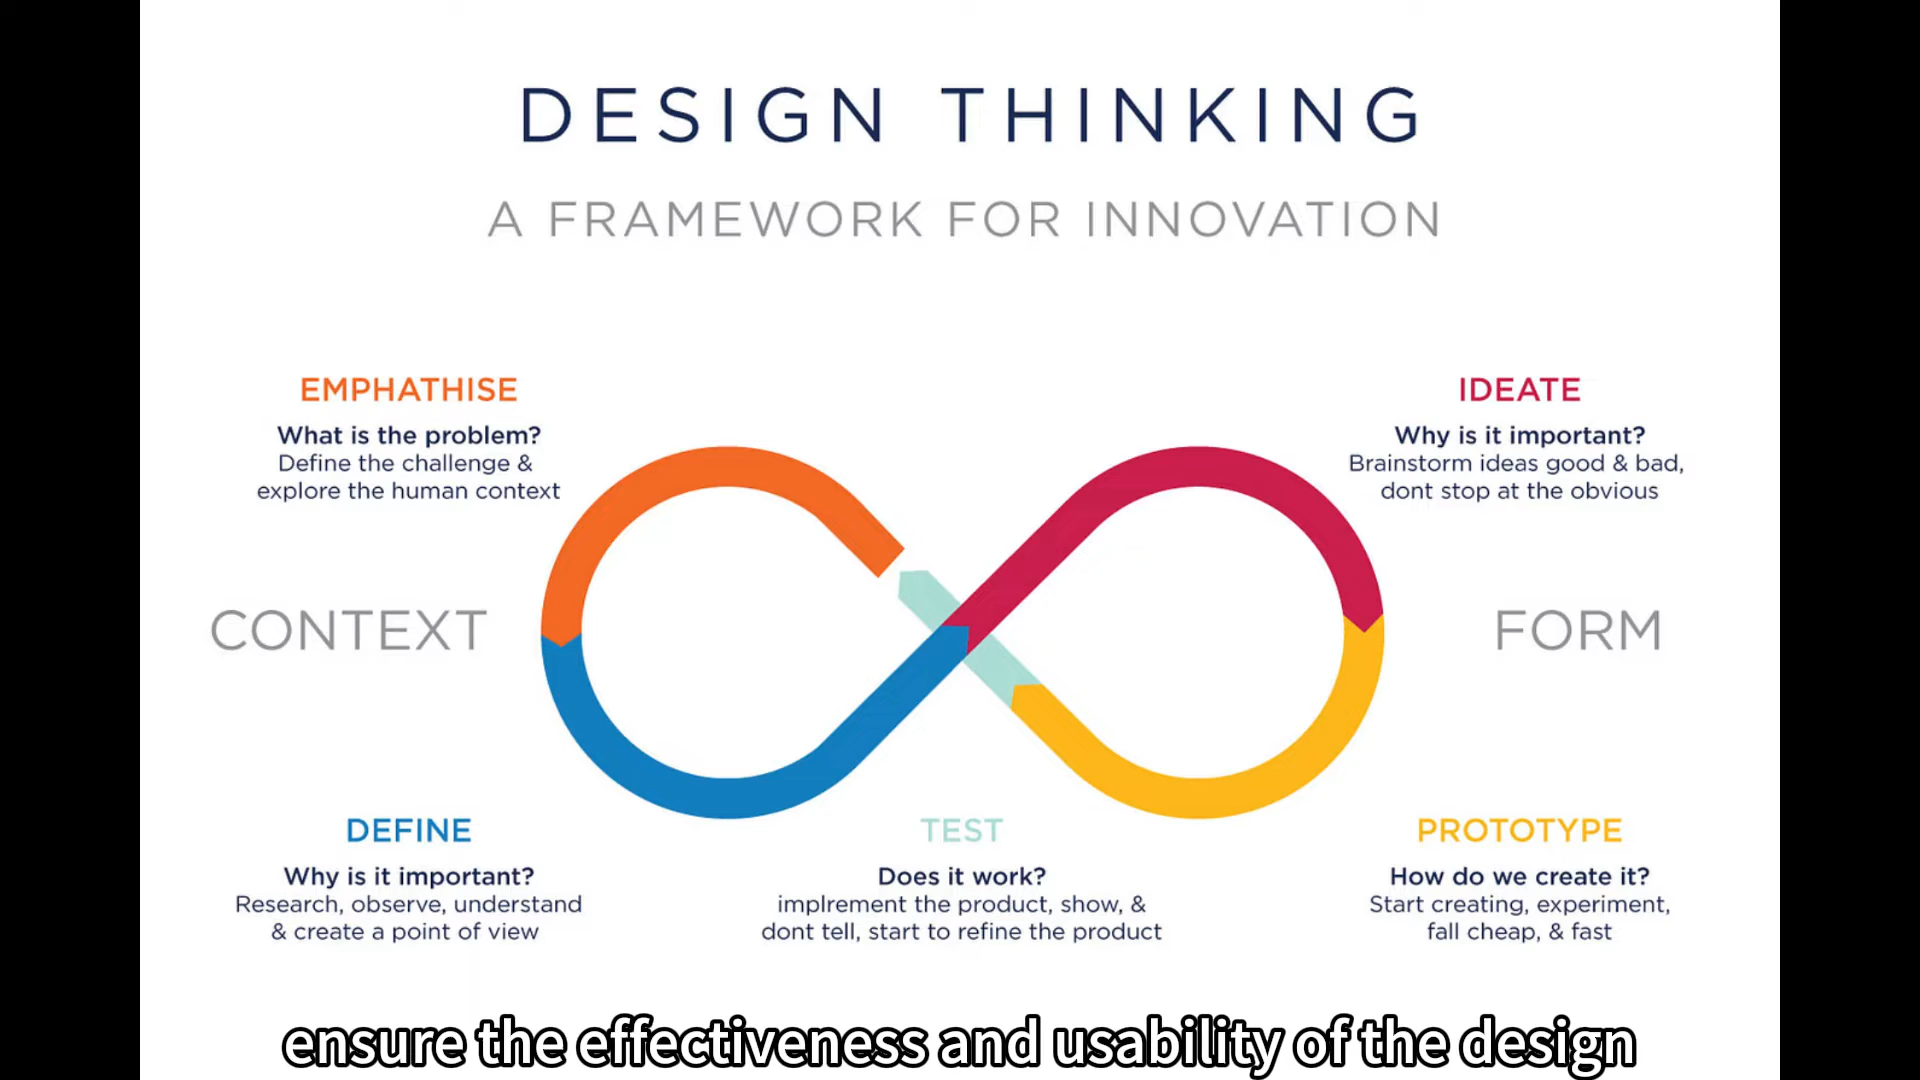 DESIGN THINKING
A FRAMEWORK FOR INNOVATION
EMPHATHISE
What is the problem?
Define the challenge &
explore the human context
IDEATE
Why is it important?
Brainstorm ideas good & bad,
dont stop at the obvious
CONTEXT
FORM
DEFINE
Why is it important?
Research, observe, understand
& create a point of view
TEST
Does it work?
implrement the product, show, &
dont tell, start to refine the product
PROTOTYPE
How do we create it?
Start creating, experiment,
fall cheap, & fast
ensure the effectiveness and usability of the design